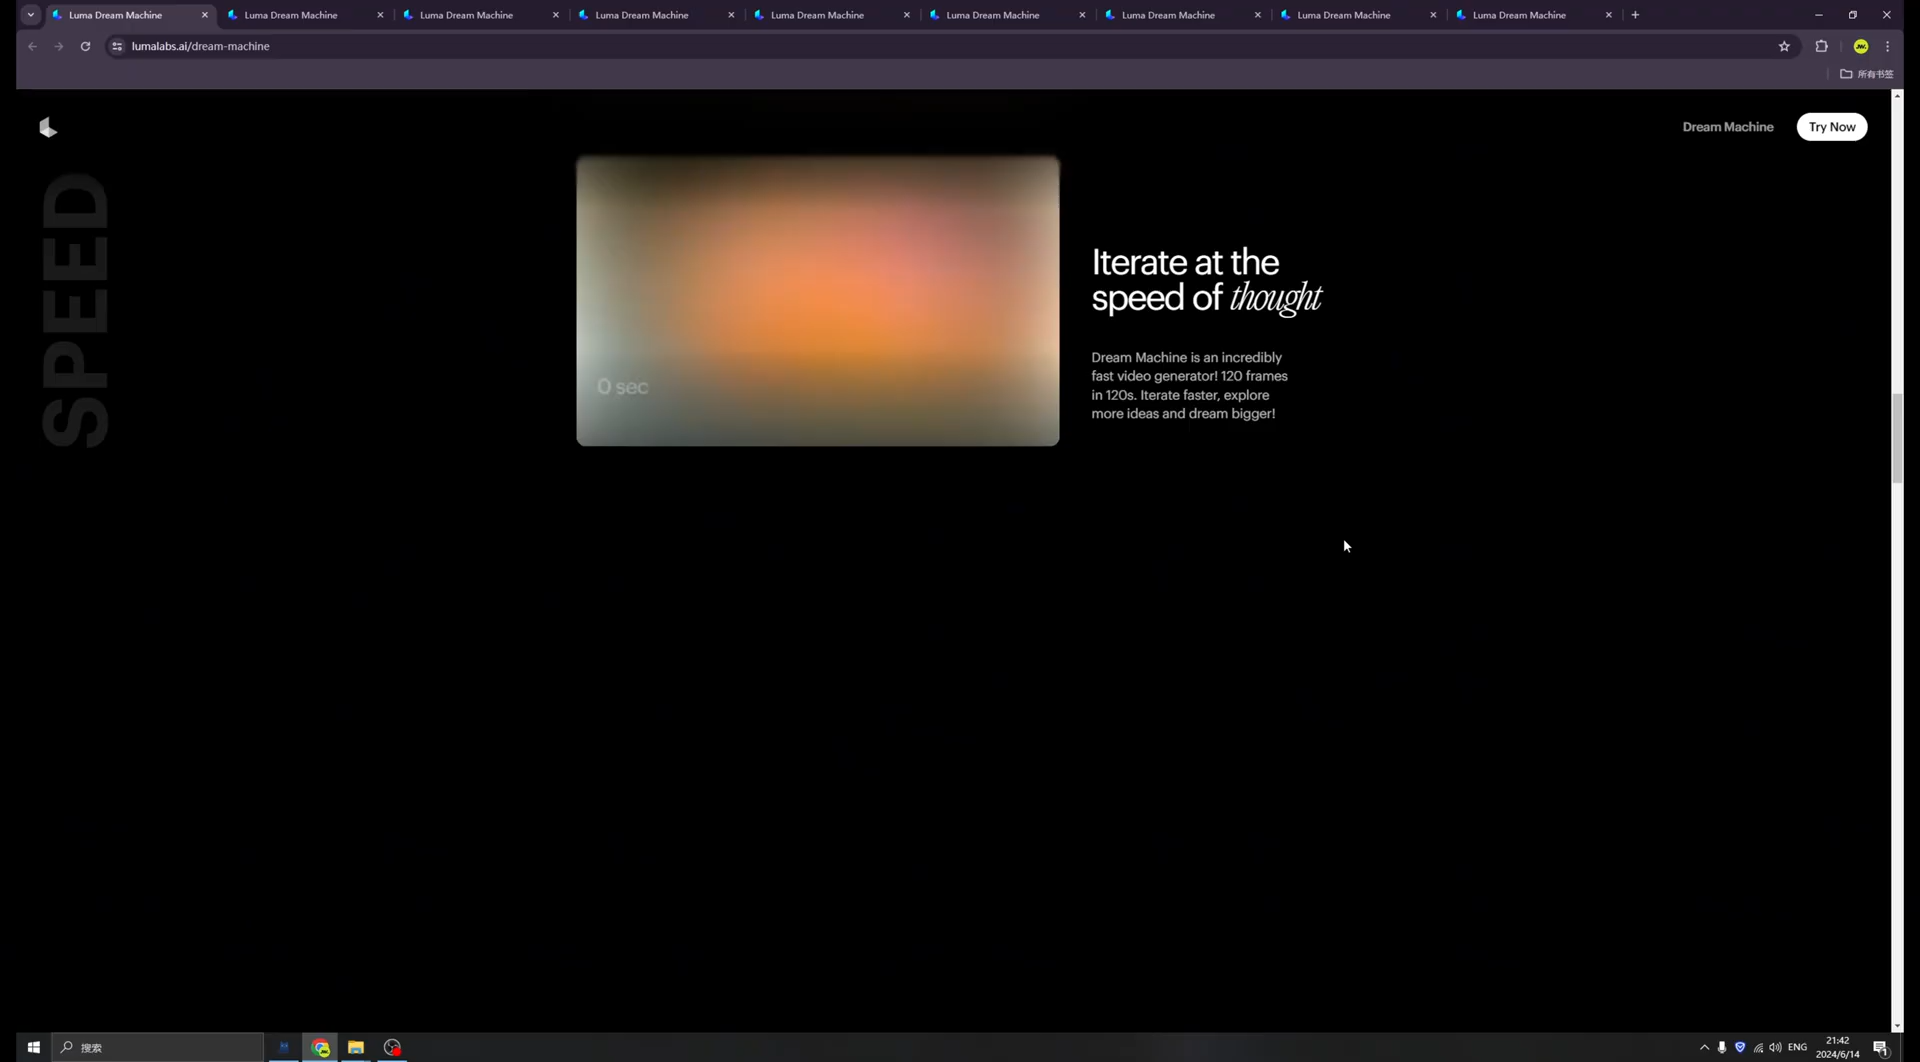 Luma Dream Machine
Luma Dream Machine
Luma Dream Machine
Luma Dream Machine
Luma Dream Machine
Luma Dream Machine
Luma Dream Machine
Luma Dream Machine
Luma Dream Machine
lumalabs.ai/dream-machine
所有书签
Dream Machine
Try Now
SPEED
0 sec
Iterate at the
speed of thought
Dream Machine is an incredibly
fast video generator! 120 frames
in 120s. Iterate faster, explore
more ideas and dream bigger!
搜索
ENG
21:42
2024/6/14
1